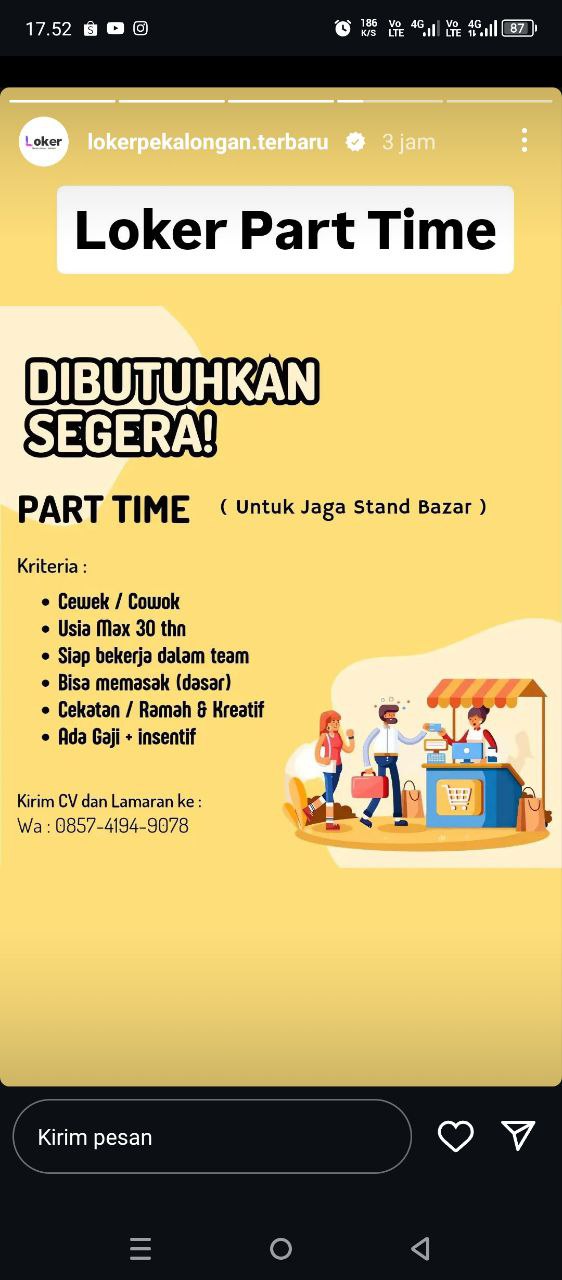 17.52
186
K/S
Vo
LTE
4G
Vo
LTE
4G
87
Loker
lokerpekalongan.terbaru
3 jam
Loker Part Time
DIBUTUHKAN
SEGERA!
PART TIME ( Untuk Jaga Stand Bazar )
Kriteria :
• Cewek / Cowok
• Usia Max 30 thn
• Siap bekerja dalam team
• Bisa memasak (dasar)
• Cekatan / Ramah & Kreatif
• Ada Gaji + insentif
Kirim CV dan Lamaran ke :
Wa : 0857-4194-9078
Kirim pesan